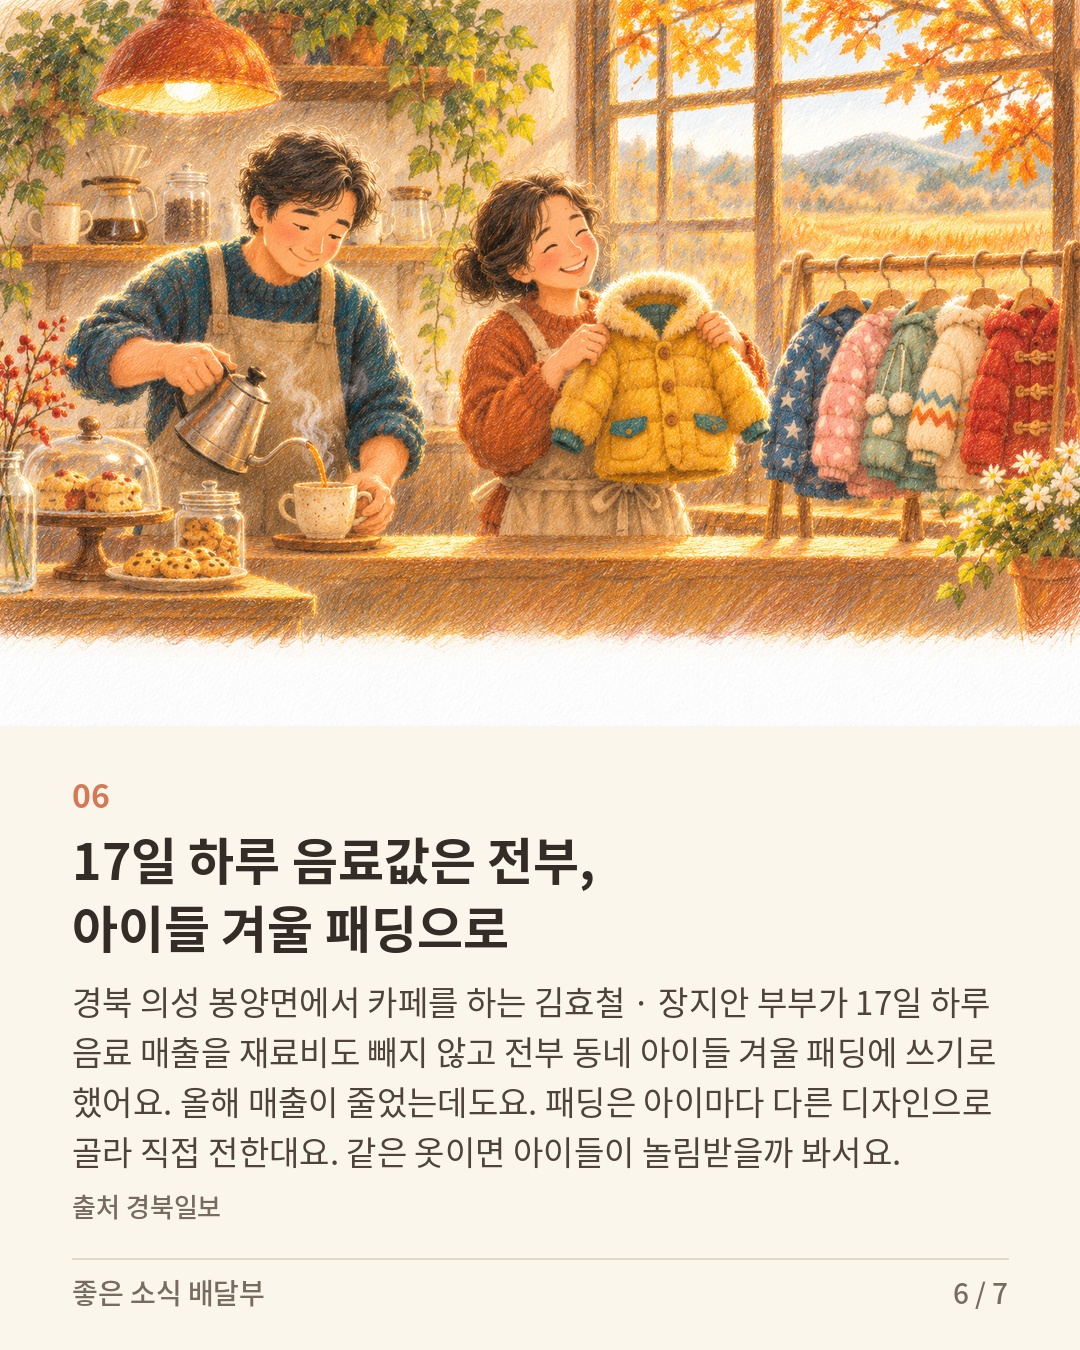 06
17일 하루 음료값은 전부,
아이들 겨울 패딩으로
경북 의성 봉양면에서 카페를 하는 김효철 · 장지안 부부가 17일 하루
음료 매출을 재료비도 빼지 않고 전부 동네 아이들 겨울 패딩에 쓰기로
했어요. 올해 매출이 줄었는데도요. 패딩은 아이마다 다른 디자인으로
골라 직접 전한대요. 같은 옷이면 아이들이 놀림받을까 봐서요.
출처 경북일보
좋은 소식 배달부
6 / 7